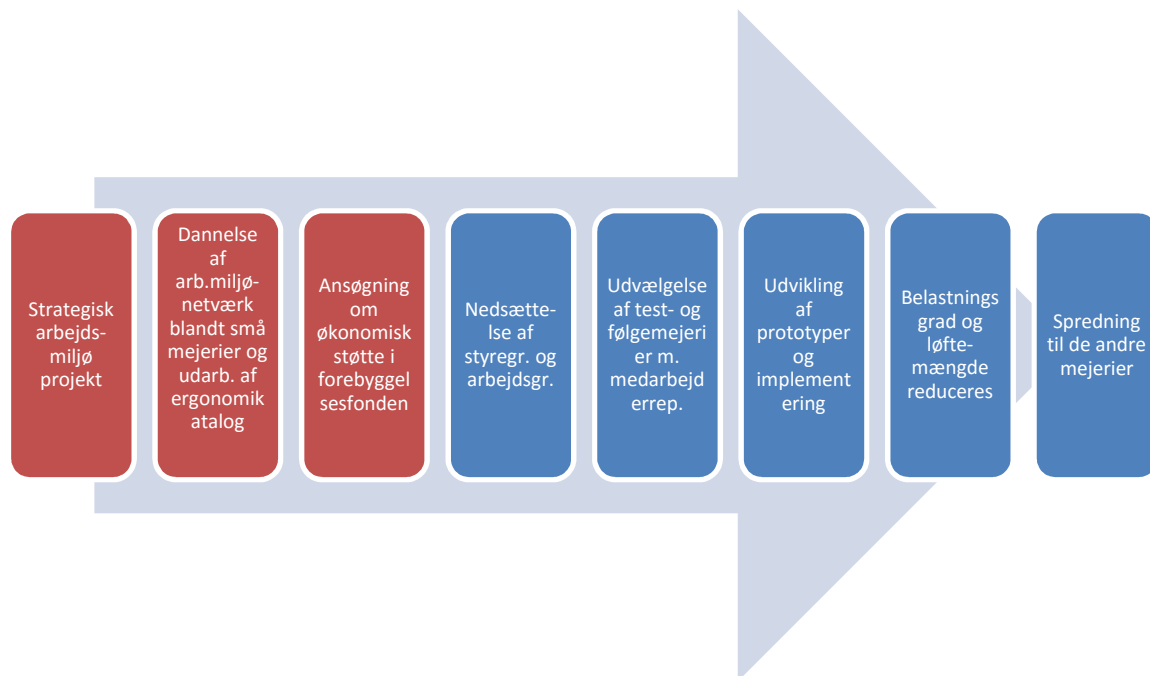 Strategisk
arbejds-
miljø
projekt
Dannelse
af
arb.miljø-
netværk
blandt små
mejerier og
udarb. af
ergonomik
atalog
Ansøgning
om
økonomisk
støtte i
forebyggel
sesfonden
Nedsætte-
lse af
styregr. og
arbejdsgr.
Udvælgelse
af test- og
følgemejeri
er m.
medarbejd
errep.
Udvikling
af
prototyper
og
implement
ering
Belastnings
grad og
løfte-
mængde
reduceres
Spredning
til de andre
mejerier